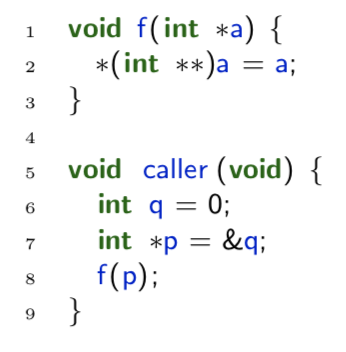 1 void f(int *a) {
2 *(int **)a = a;
3 }
4
5 void caller(void) {
6 int q = 0;
7 int *p = &q;
8 f(p);
9 }